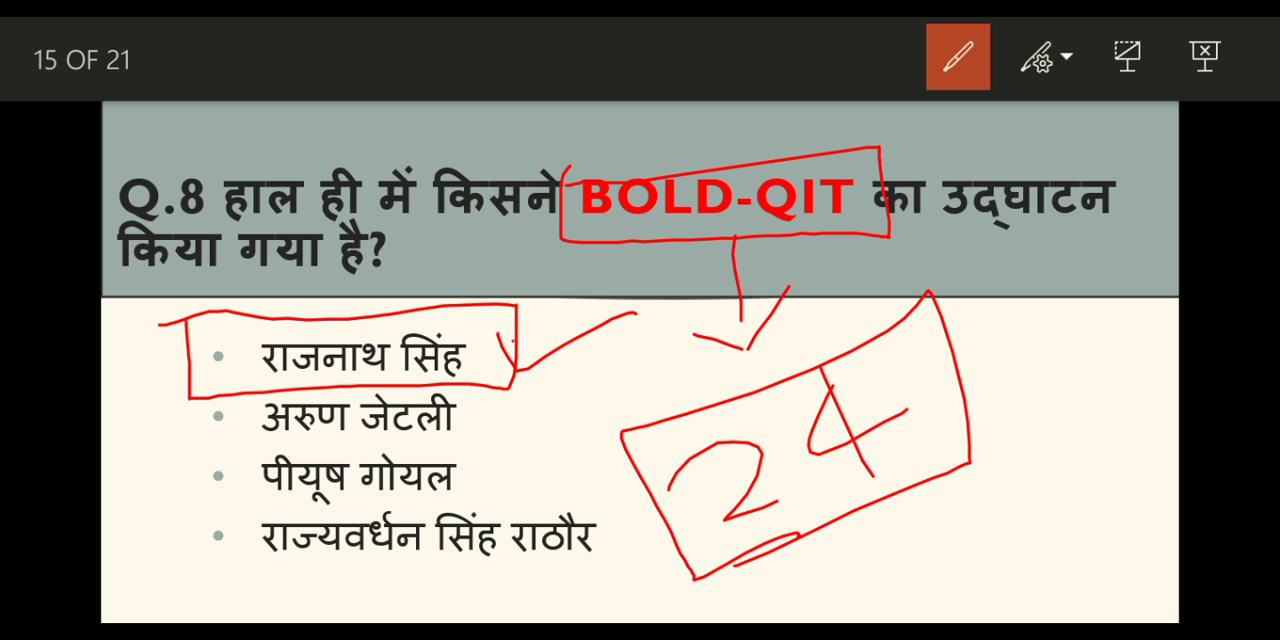 15 OF 21
Q.8 हाल ही में किसने BOLD-QIT का उद्घाटन
किया गया है?
• राजनाथ सिंह
• अरुण जेटली
• पीयूष गोयल
• राज्यवर्धन सिंह राठौर
24